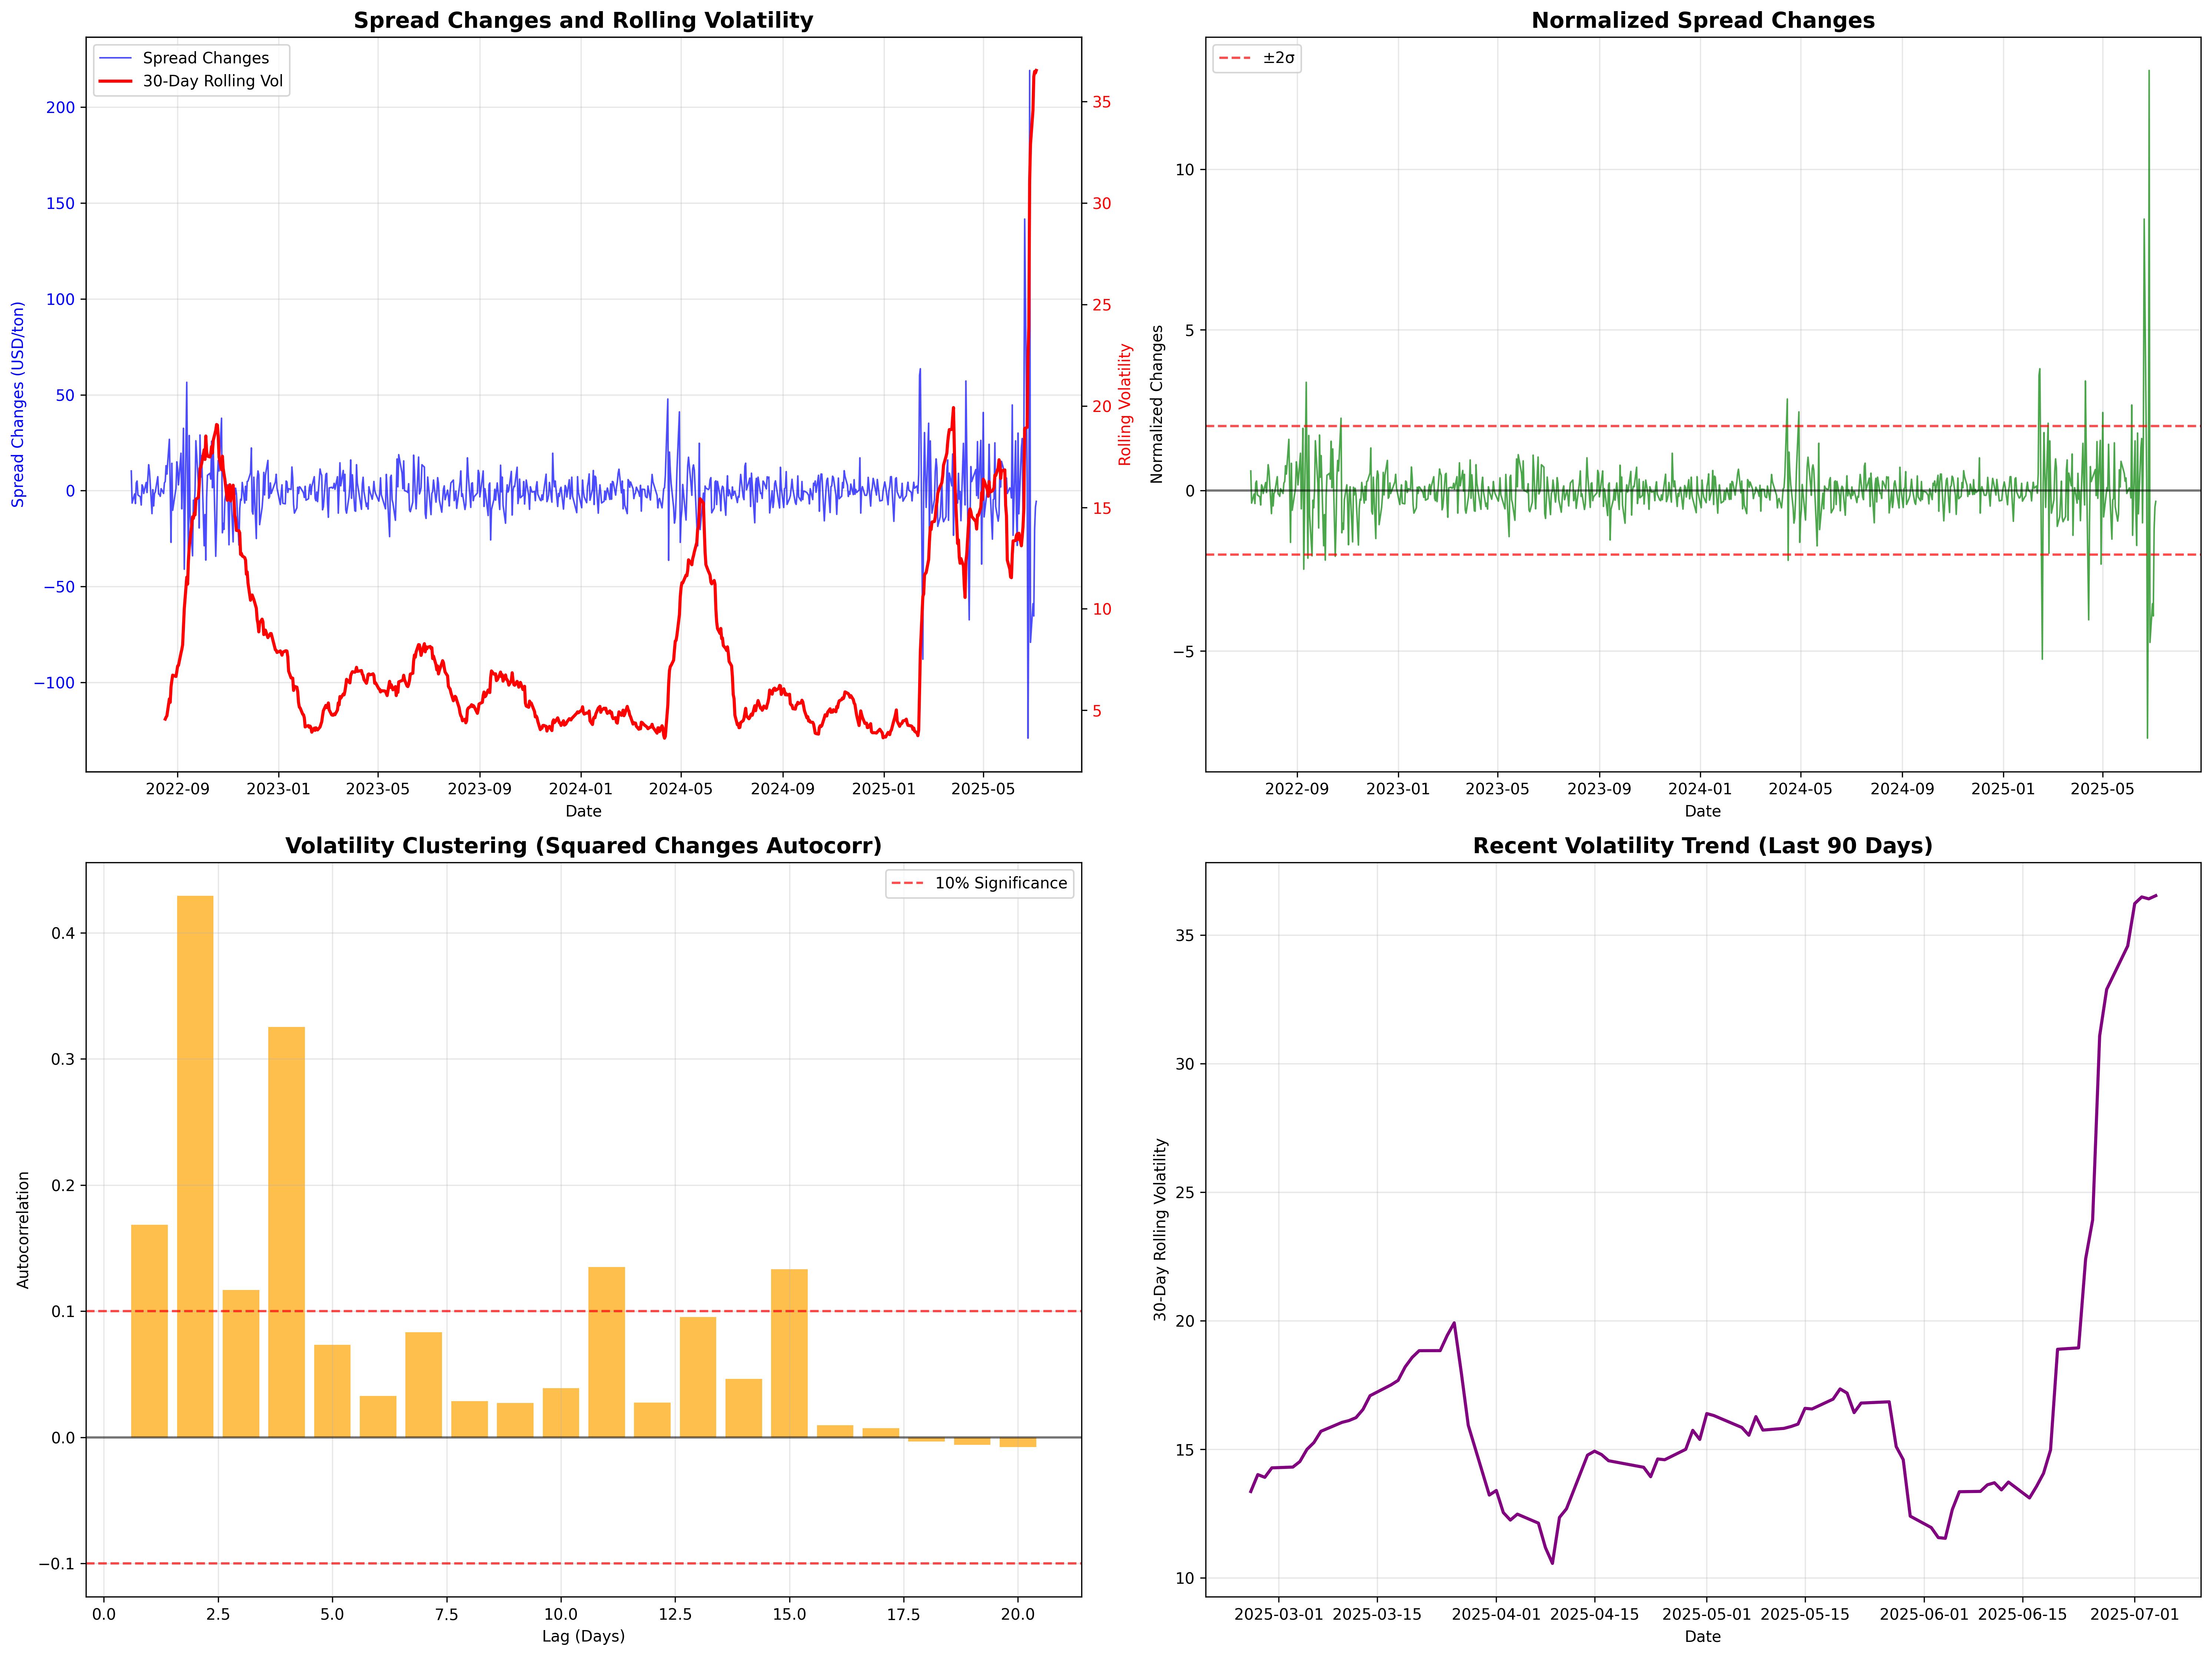 Spread Changes and Rolling Volatility
Spread Changes
30-Day Rolling Vol
Spread Changes (USD/ton)
200
150
100
50
0
−50
−100
35
30
25
20
15
10
5
Rolling Volatility
2022-09 2023-01 2023-05 2023-09 2024-01 2024-05 2024-09 2025-01 2025-05
Date
Normalized Spread Changes
±2σ
Normalized Changes
10
5
0
−5
2022-09 2023-01 2023-05 2023-09 2024-01 2024-05 2024-09 2025-01 2025-05
Date
Volatility Clustering (Squared Changes Autocorr)
10% Significance
Autocorrelation
0.4
0.3
0.2
0.1
0.0
−0.1
0.0 2.5 5.0 7.5 10.0 12.5 15.0 17.5 20.0
Lag (Days)
Recent Volatility Trend (Last 90 Days)
30-Day Rolling Volatility
35
30
25
20
15
10
2025-03-01 2025-03-15 2025-04-01 2025-04-15 2025-05-01 2025-05-15 2025-06-01 2025-06-15 2025-07-01
Date